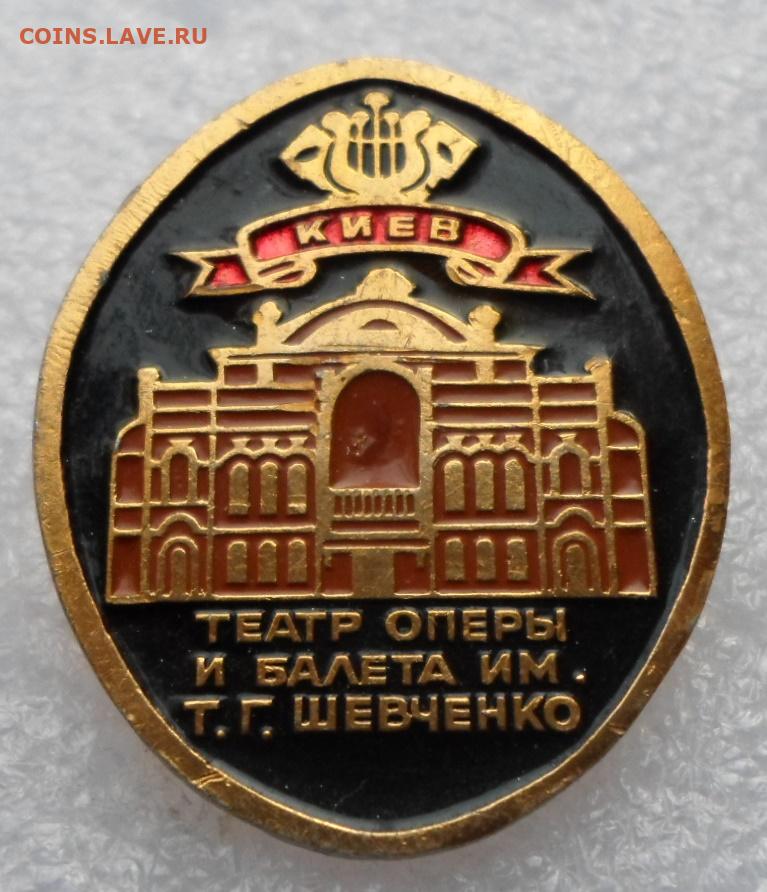 COINS.LAVE.RU
КИЕВ
ТЕАТР ОПЕРЫ
И БАЛЕТА ИМ.
Т.Г. ШЕВЧЕНКО